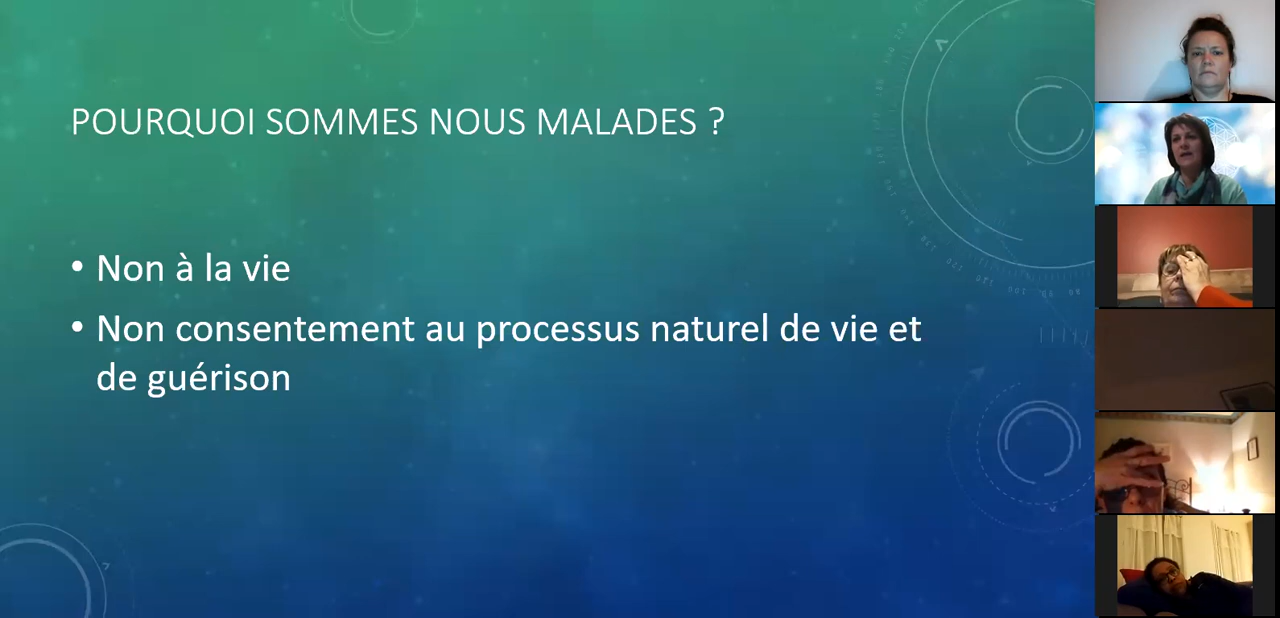 POURQUOI SOMMES NOUS MALADES ?
• Non à la vie
• Non consentement au processus naturel de vie et
de guérison